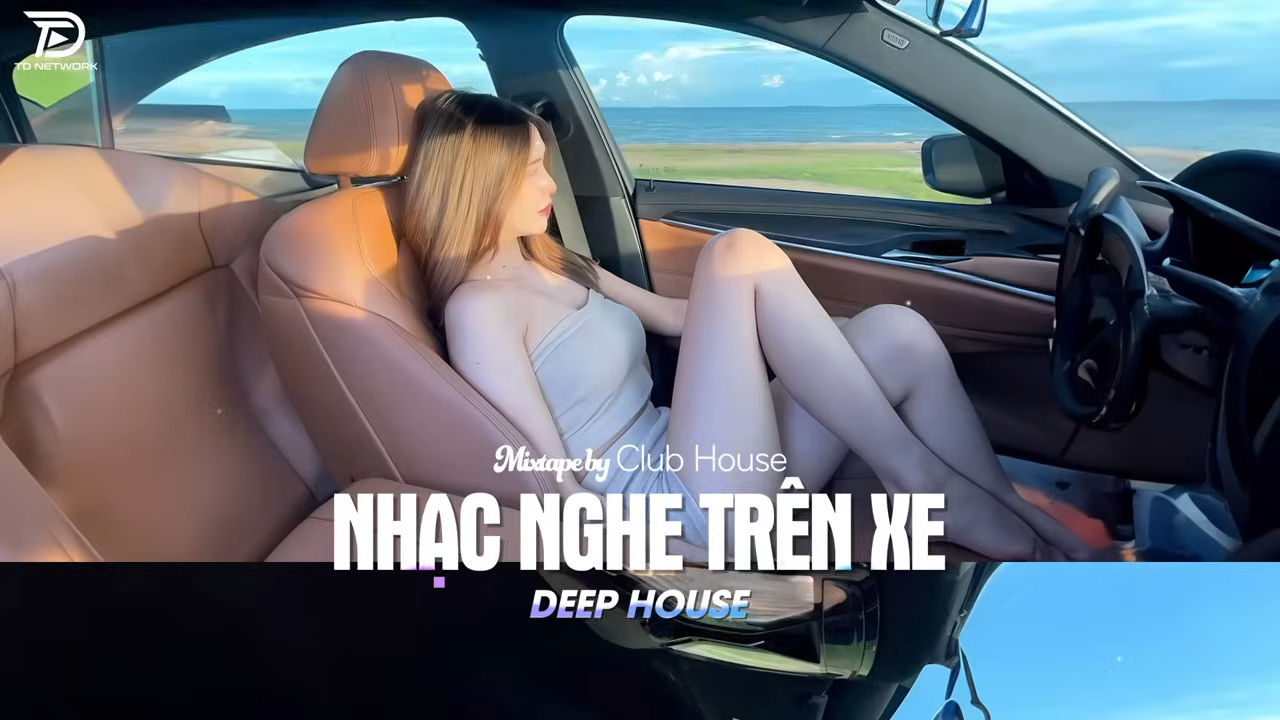 TD NETWORK
Mixtape by Club House
NHẠC NGHE TRÊN XE
DEEP HOUSE